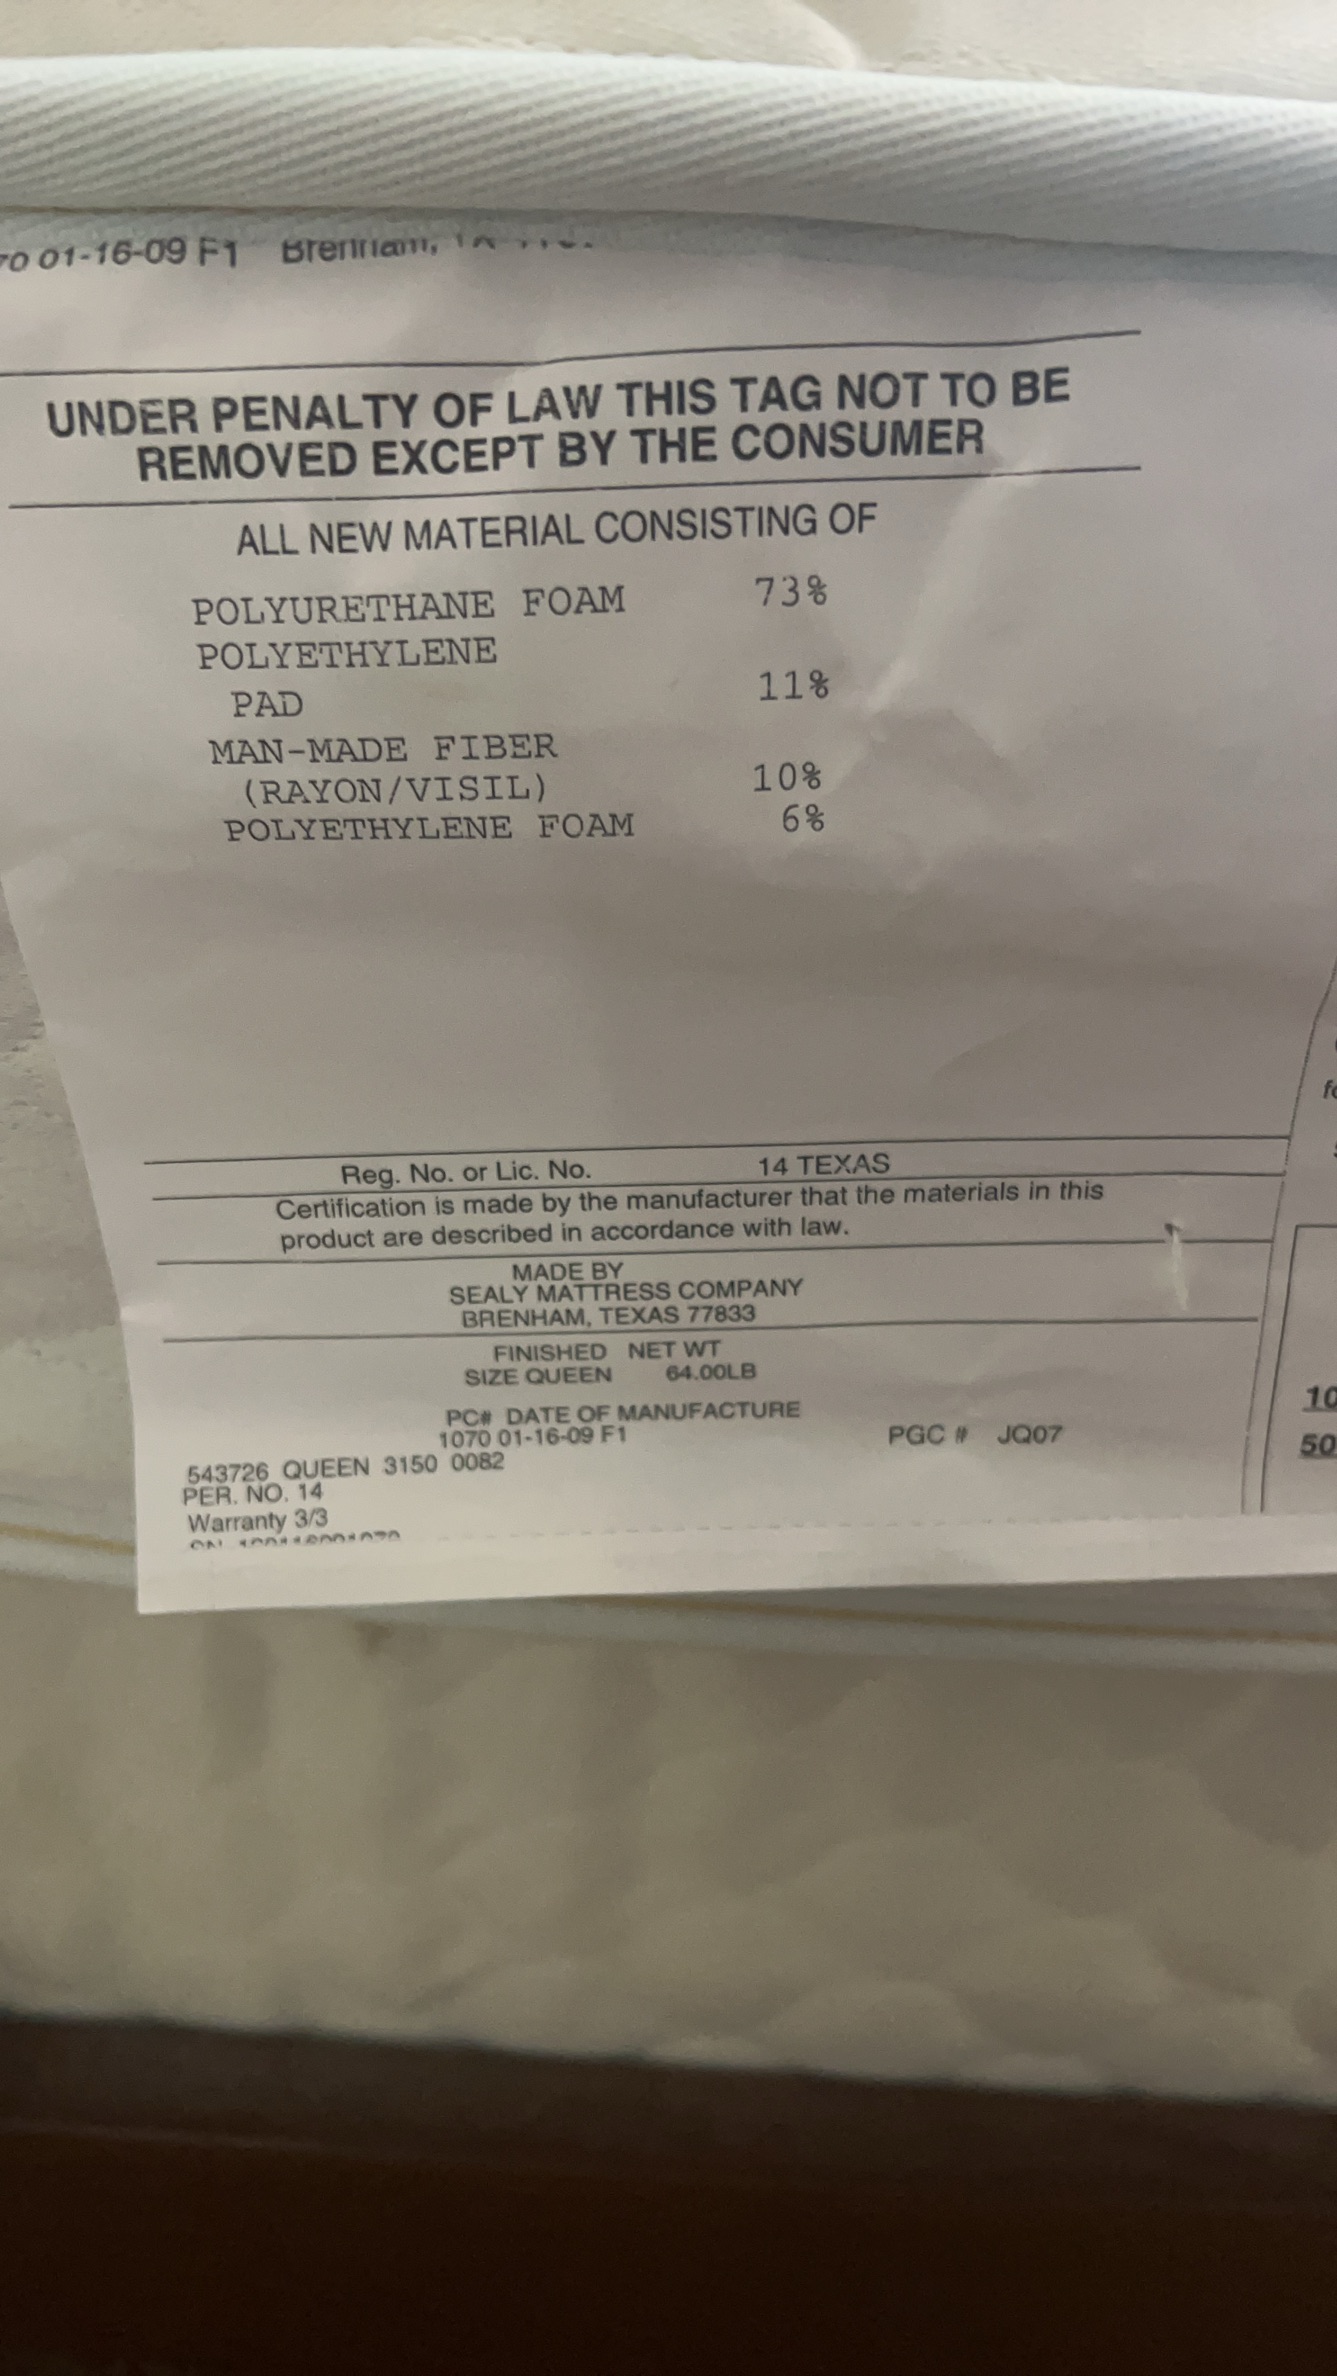 70 01-16-09 F1 Brenham,
UNDER PENALTY OF LAW THIS TAG NOT TO BE
REMOVED EXCEPT BY THE CONSUMER
ALL NEW MATERIAL CONSISTING OF
POLYURETHANE FOAM 73%
POLYETHYLENE
PAD 11%
MAN-MADE FIBER
(RAYON/VISIL) 10%
POLYETHYLENE FOAM 6%
Reg. No. or Lic. No. 14 TEXAS
Certification is made by the manufacturer that the materials in this
product are described in accordance with law.
MADE BY
SEALY MATTRESS COMPANY
BRENHAM, TEXAS 77833
FINISHED NET WT
SIZE QUEEN 64.00LB
PC# DATE OF MANUFACTURE
1070 01-16-09 F1 PGC # JQ07
543726 QUEEN 3150 0082
PER. NO. 14
Warranty 3/3
10
50